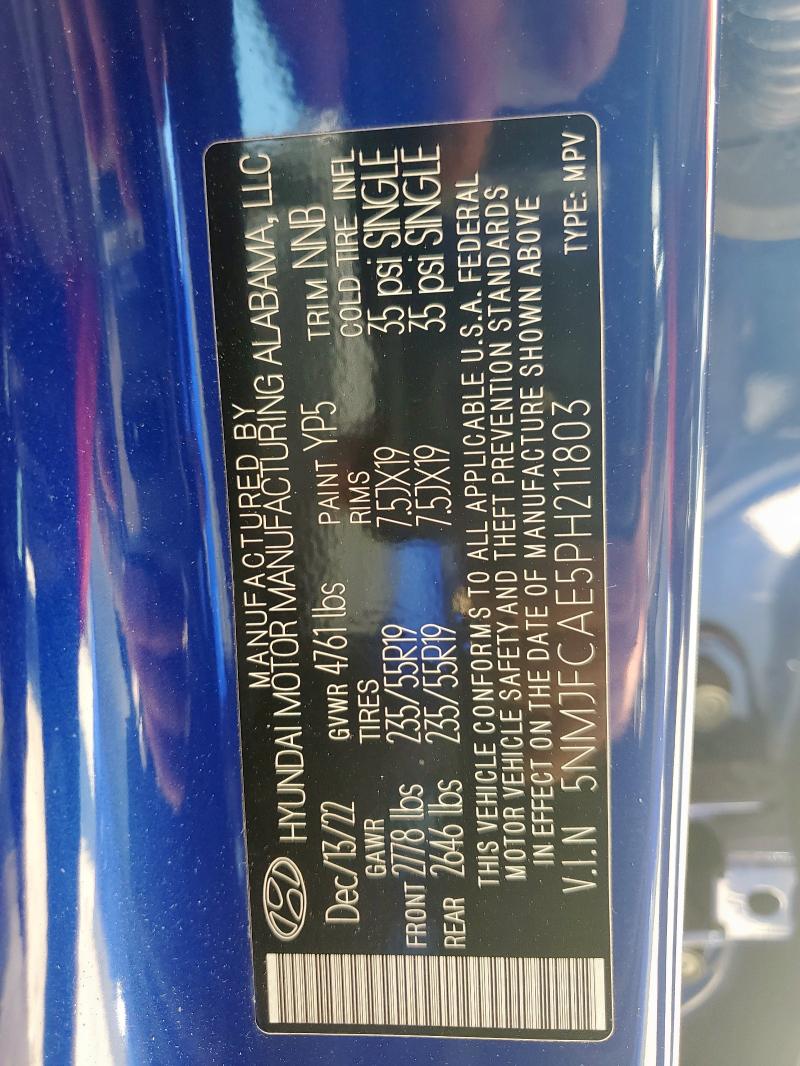 MANUFACTURED BY
HYUNDAI MOTOR MANUFACTURING ALABAMA, LLC
Dec/13/22 GVWR 4761 lbs PAINT YP5 TRIM NNB
GAWR TIRES RIMS COLD TIRE INFL
FRONT 2778 lbs 235/55R19 7.5JX19 35 psi SINGLE
REAR 2646 lbs 235/55R19 7.5JX19 35 psi SINGLE
THIS VEHICLE CONFORMS TO ALL APPLICABLE U.S.A. FEDERAL
MOTOR VEHICLE SAFETY AND THEFT PREVENTION STANDARDS
IN EFFECT ON THE DATE OF MANUFACTURE SHOWN ABOVE
V.I.N 5NMJFCAE5PH211803 TYPE: MPV